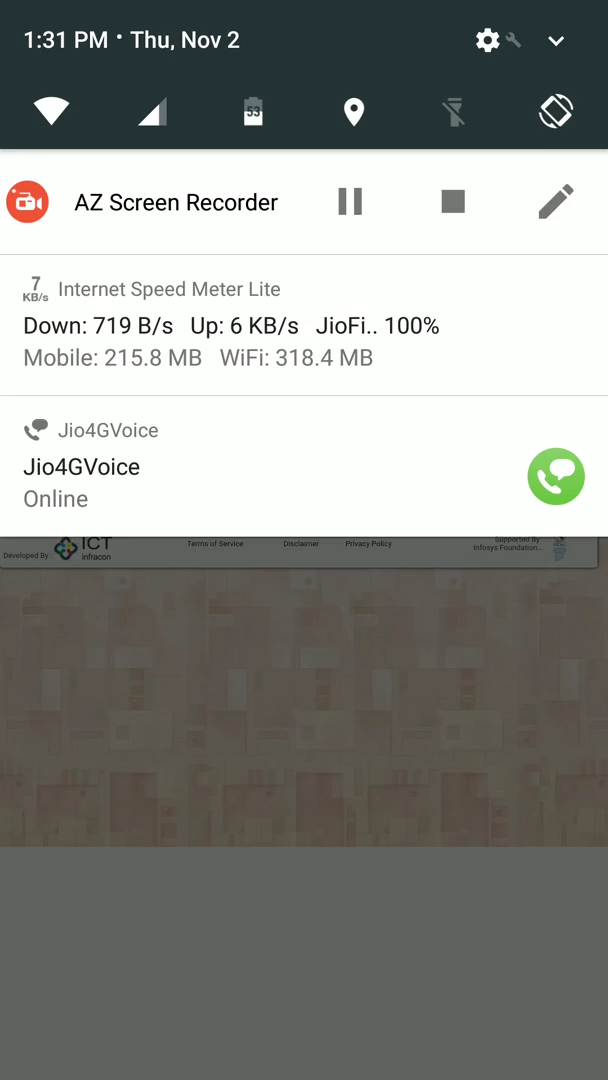 1:31 PM · Thu, Nov 2
53
AZ Screen Recorder
7
KB/s
Internet Speed Meter Lite
Down: 719 B/s Up: 6 KB/s JioFi.. 100%
Mobile: 215.8 MB WiFi: 318.4 MB
Jio4GVoice
Jio4GVoice
Online
Developed By :
ICT
infracon
Terms of Service
Disclaimer
Privacy Policy
Supported By
Infosys Foundation...